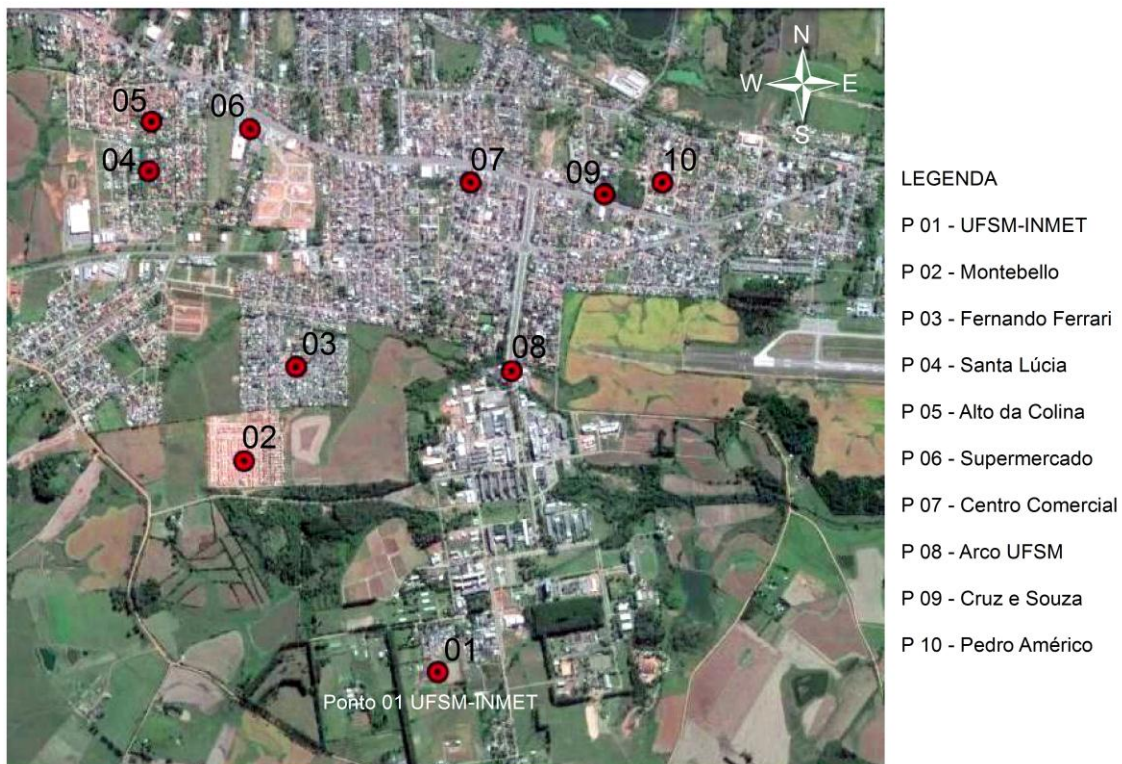 N
W E
S
05
06
04
07
09
10
03
08
02
01
Ponto 01 UFSM-INMET
LEGENDA
P 01 - UFSM-INMET
P 02 - Montebello
P 03 - Fernando Ferrari
P 04 - Santa Lúcia
P 05 - Alto da Colina
P 06 - Supermercado
P 07 - Centro Comercial
P 08 - Arco UFSM
P 09 - Cruz e Souza
P 10 - Pedro Américo